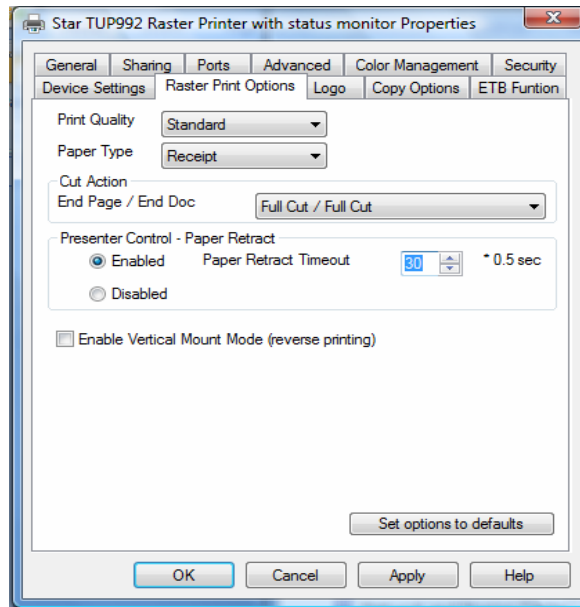 Star TUP992 Raster Printer with status monitor Properties
General Sharing Ports Advanced Color Management Security
Device Settings Raster Print Options Logo Copy Options ETB Funtion
Print Quality Standard
Paper Type Receipt
Cut Action
End Page / End Doc Full Cut / Full Cut
Presenter Control - Paper Retract
Enabled Paper Retract Timeout 30 * 0.5 sec
Disabled
Enable Vertical Mount Mode (reverse printing)
Set options to defaults
OK Cancel Apply Help